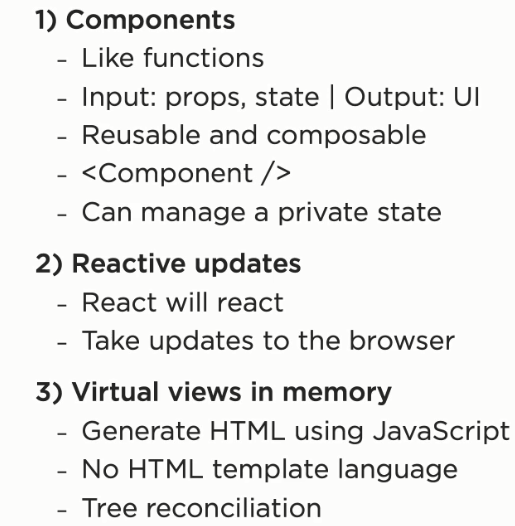 1) Components
- Like functions
- Input: props, state | Output: UI
- Reusable and composable
- <Component />
- Can manage a private state
2) Reactive updates
- React will react
- Take updates to the browser
3) Virtual views in memory
- Generate HTML using JavaScript
- No HTML template language
- Tree reconciliation